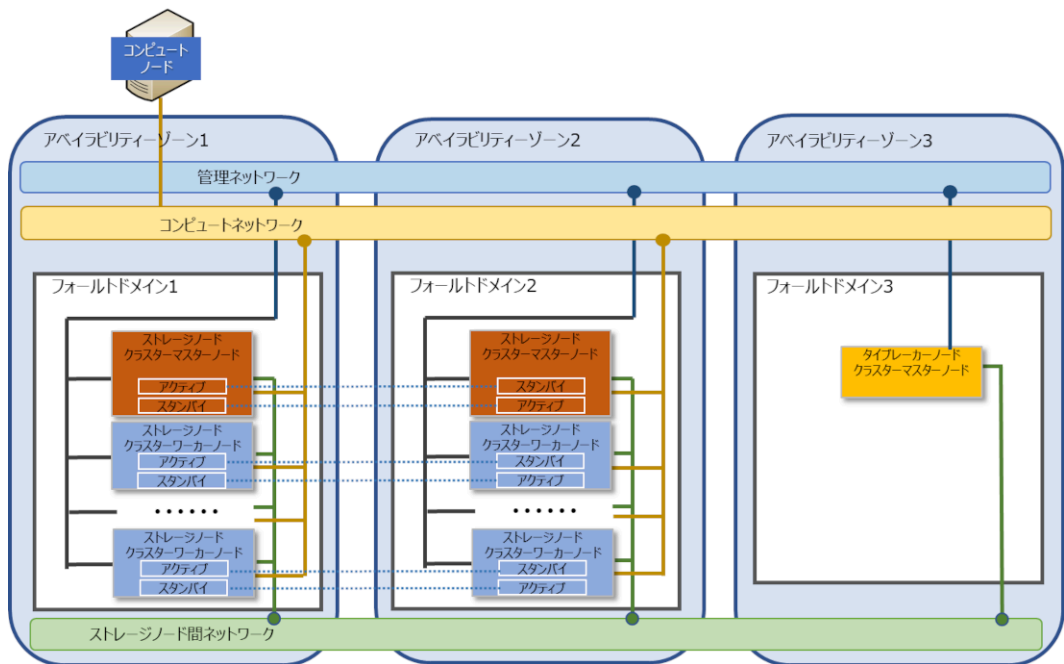 コンピュート
ノード
アベイラビリティーゾーン1
アベイラビリティーゾーン2
アベイラビリティーゾーン3
管理ネットワーク
コンピュートネットワーク
フォールトドメイン1
ストレージノード
クラスターマスターノード
アクティブ
スタンバイ
ストレージノード
クラスターワーカーノード
アクティブ
スタンバイ
・・・・・・
ストレージノード
クラスターワーカーノード
アクティブ
スタンバイ
フォールトドメイン2
ストレージノード
クラスターマスターノード
スタンバイ
アクティブ
ストレージノード
クラスターワーカーノード
スタンバイ
アクティブ
・・・・・・
ストレージノード
クラスターワーカーノード
スタンバイ
アクティブ
フォールトドメイン3
タイブレーカーノード
クラスターマスターノード
ストレージノード間ネットワーク